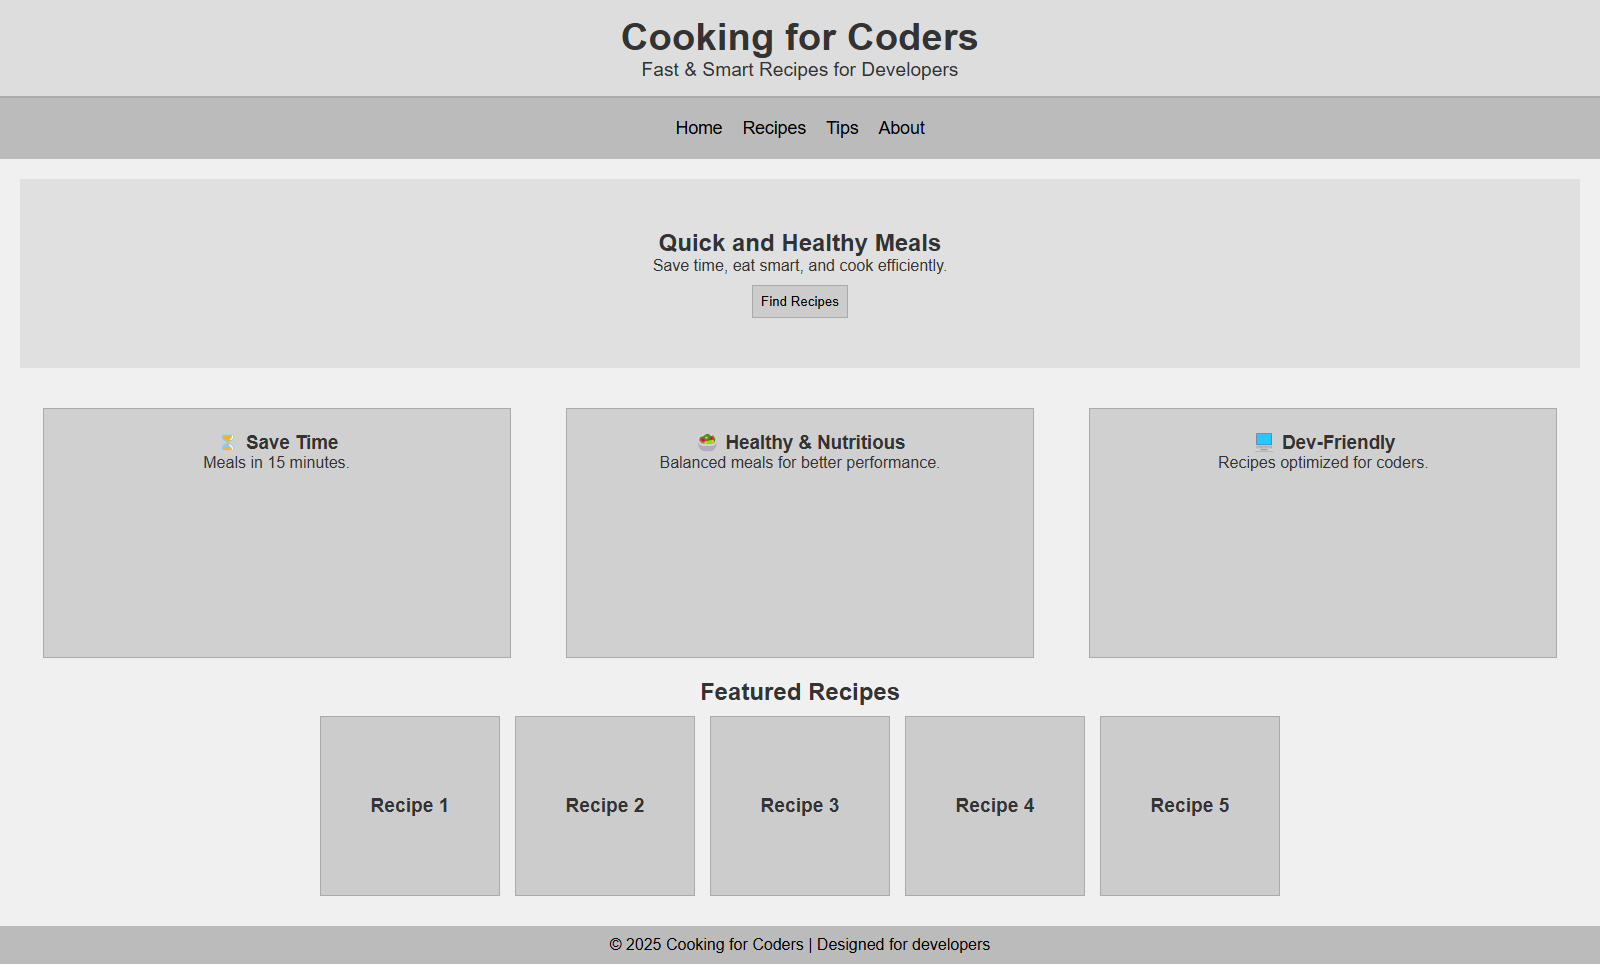 Cooking for Coders
Fast & Smart Recipes for Developers
Home Recipes Tips About
Quick and Healthy Meals
Save time, eat smart, and cook efficiently.
Find Recipes
⏳ Save Time
Meals in 15 minutes.
🥗 Healthy & Nutritious
Balanced meals for better performance.
🖥️ Dev-Friendly
Recipes optimized for coders.
Featured Recipes
Recipe 1
Recipe 2
Recipe 3
Recipe 4
Recipe 5
© 2025 Cooking for Coders | Designed for developers